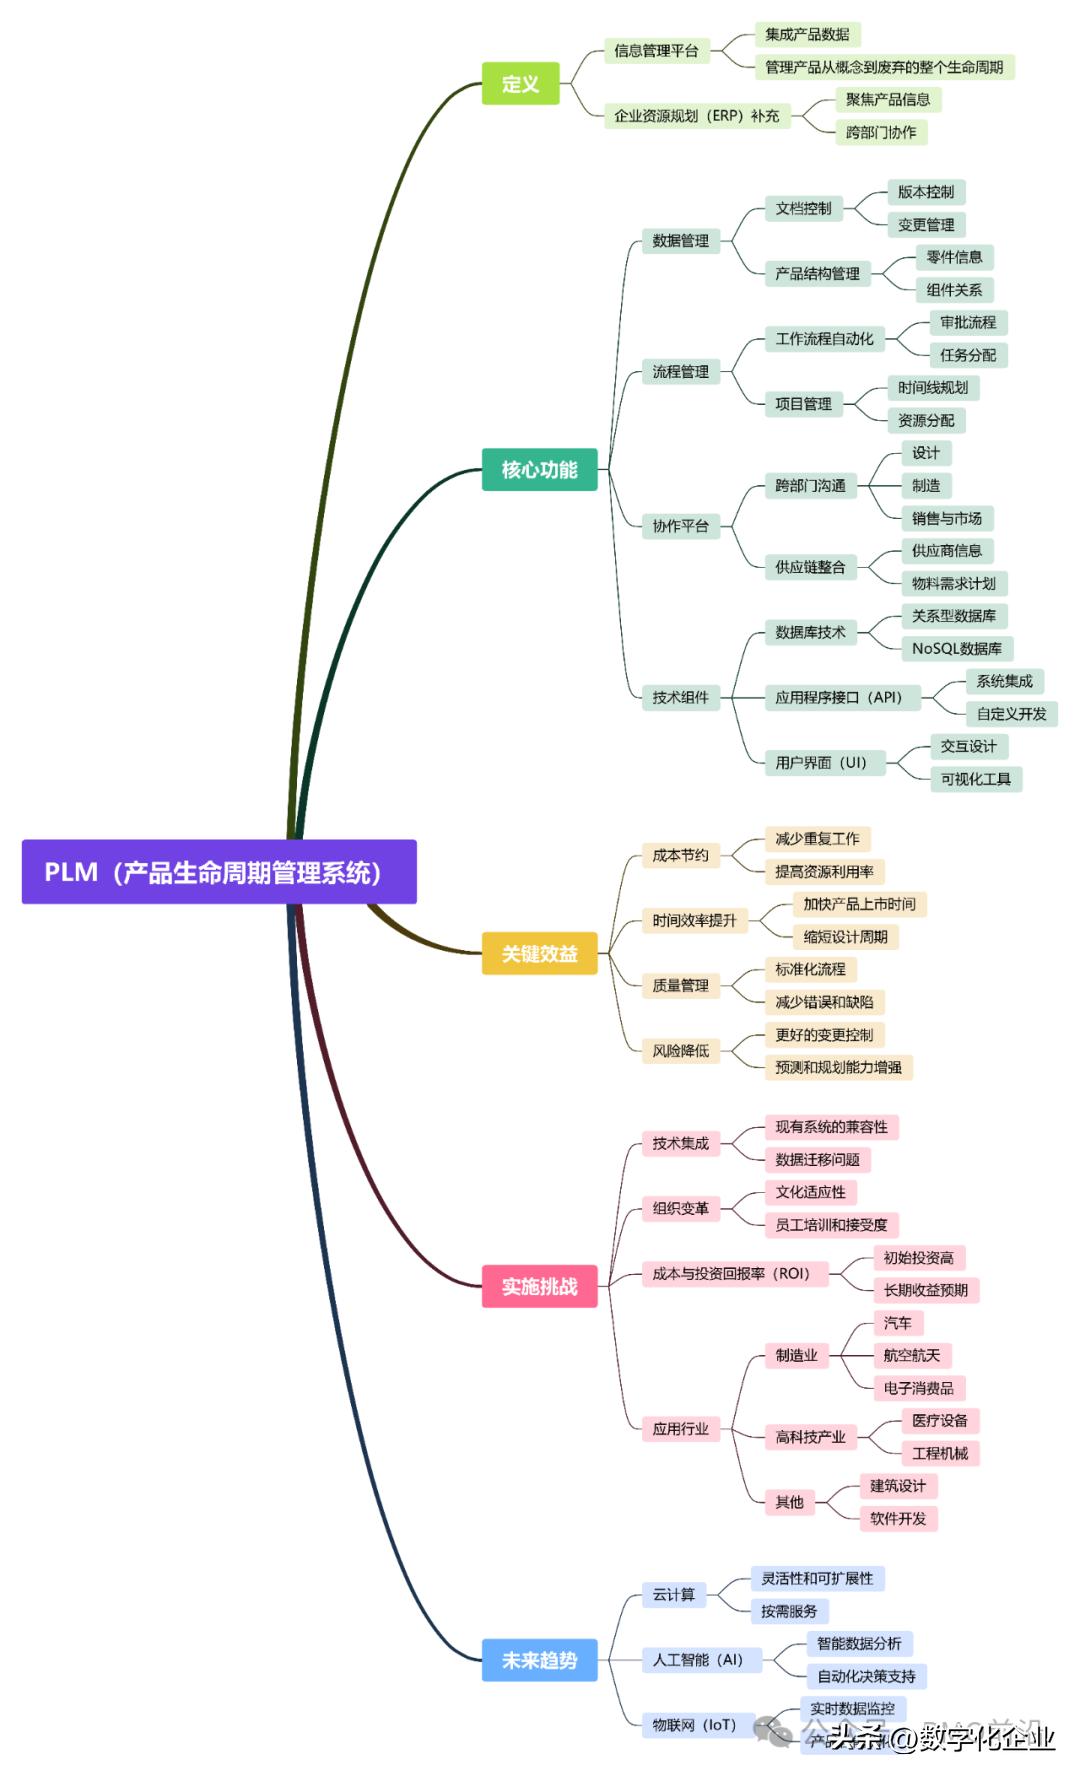 定义
信息管理平台
集成产品数据
管理产品从概念到废弃的整个生命周期
企业资源规划（ERP）补充
聚焦产品信息
跨部门协作
核心功能
数据管理
文档控制
版本控制
变更管理
产品结构管理
零件信息
组件关系
流程管理
工作流程自动化
审批流程
任务分配
项目管理
时间线规划
资源分配
协作平台
跨部门沟通
设计
制造
销售与市场
供应链整合
供应商信息
物料需求计划
技术组件
数据库技术
关系型数据库
NoSQL数据库
应用程序接口（API）
系统集成
自定义开发
用户界面（UI）
交互设计
可视化工具
PLM（产品生命周期管理系统）
关键效益
成本节约
减少重复工作
提高资源利用率
时间效率提升
加快产品上市时间
缩短设计周期
质量管理
标准化流程
减少错误和缺陷
风险降低
更好的变更控制
预测和规划能力增强
实施挑战
技术集成
现有系统的兼容性
数据迁移问题
组织变革
文化适应性
员工培训和接受度
成本与投资回报率（ROI）
初始投资高
长期收益预期
应用行业
制造业
汽车
航空航天
电子消费品
高科技产业
医疗设备
工程机械
其他
建筑设计
软件开发
未来趋势
云计算
灵活性和可扩展性
按需服务
人工智能（AI）
智能数据分析
自动化决策支持
物联网（IoT）
实时数据监控
头条@数字化企业